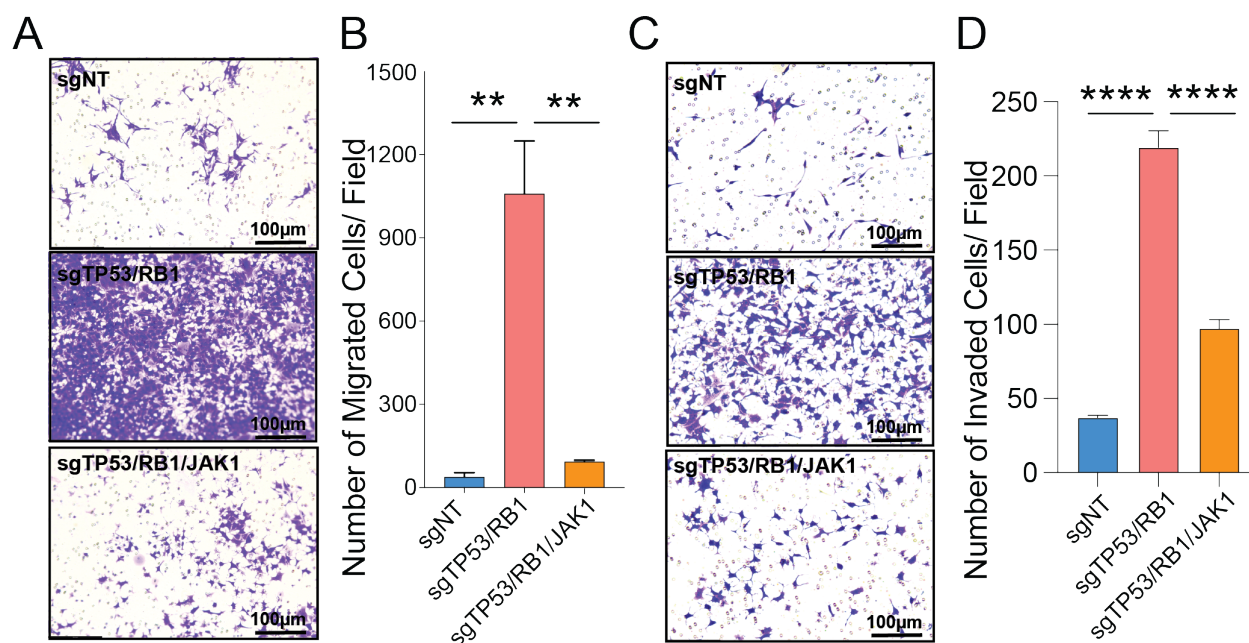 A
sgNT
100µm
sgTP53/RB1
100µm
sgTP53/RB1/JAK1
100µm
B
Number of Migrated Cells/ Field
1500
1200
900
600
300
0
** **
sgNT
sgTP53/RB1
sgTP53/RB1/JAK1
C
sgNT
100µm
sgTP53/RB1
100µm
sgTP53/RB1/JAK1
100µm
D
Number of Invaded Cells/ Field
250
200
150
100
50
0
**** ****
sgNT
sgTP53/RB1
sgTP53/RB1/JAK1